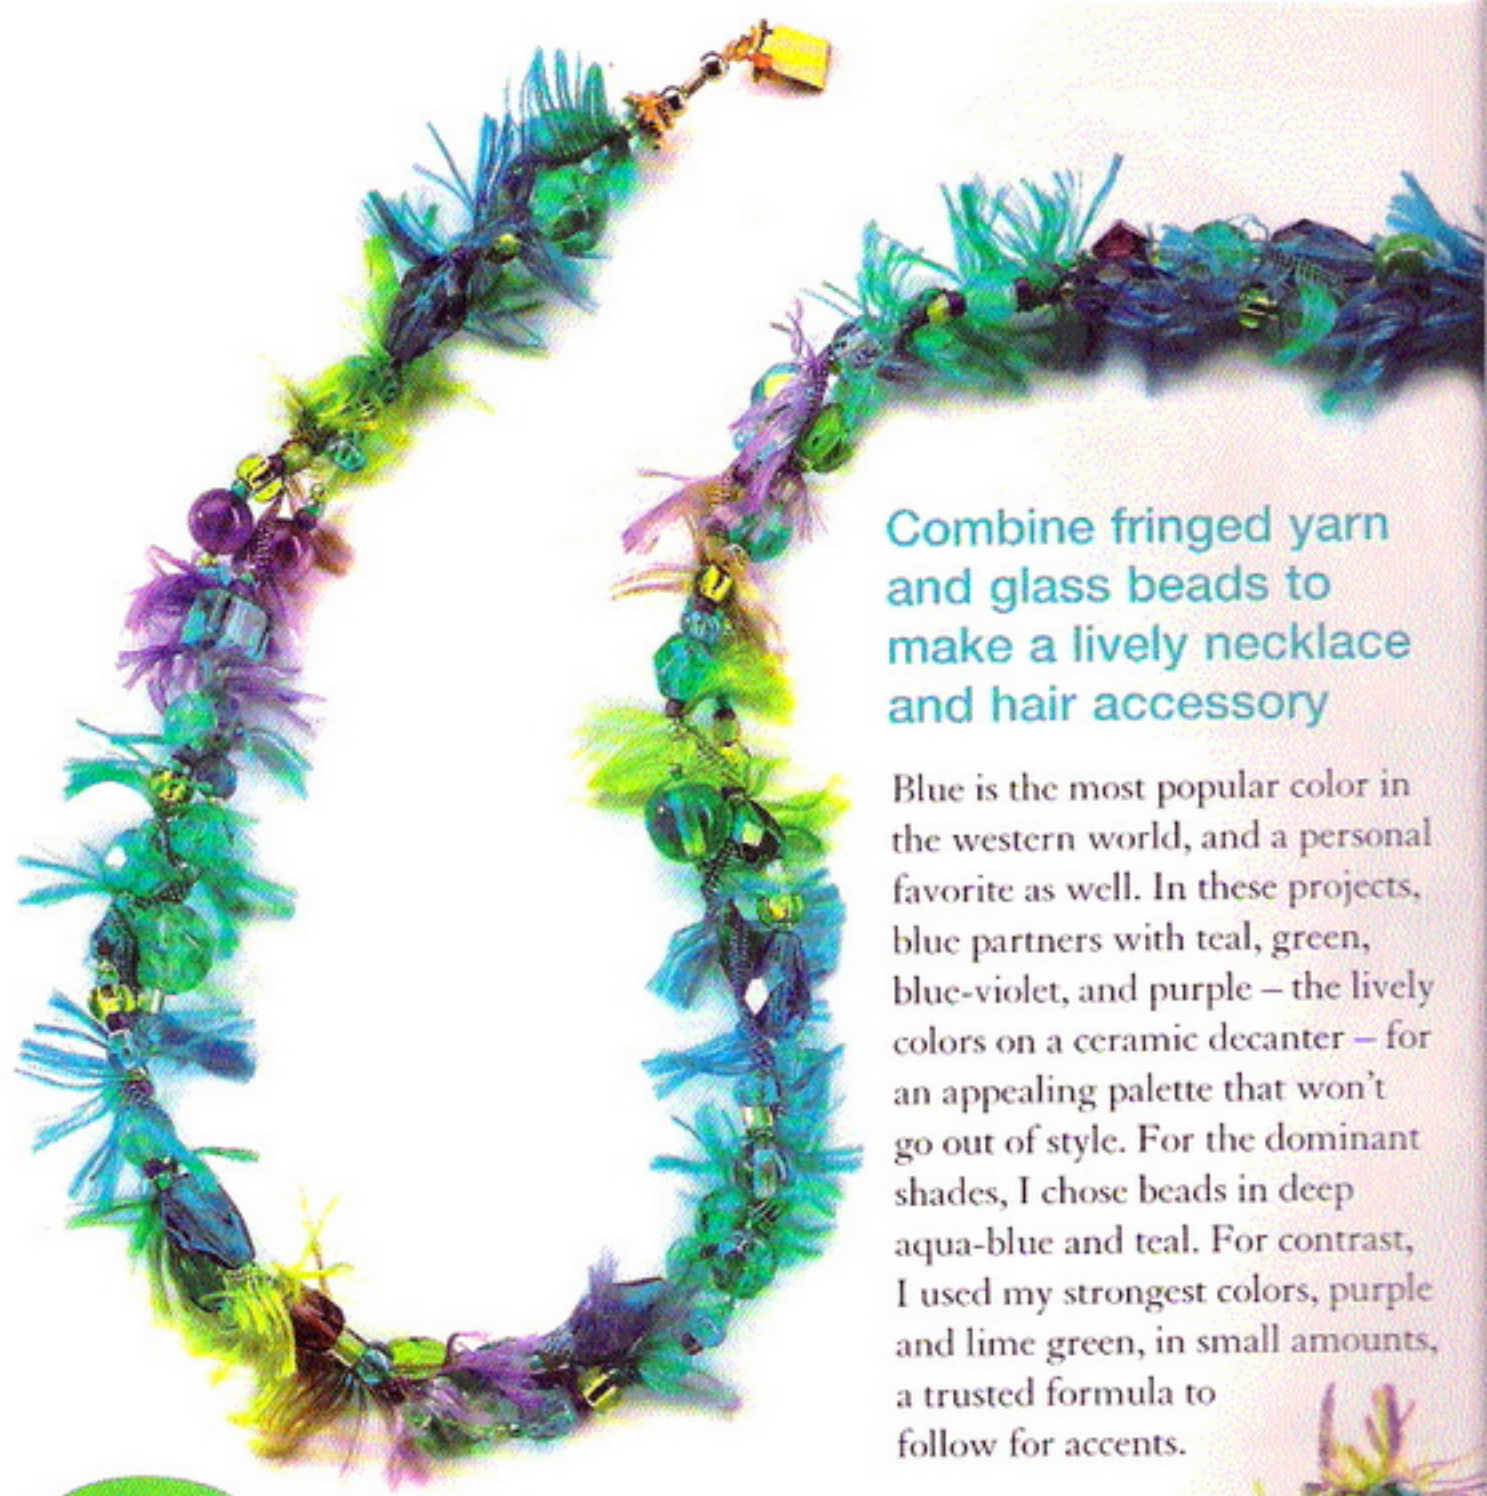 Combine fringed yarn
and glass beads to
make a lively necklace
and hair accessory
Blue is the most popular color in
the western world, and a personal
favorite as well. In these projects,
blue partners with teal, green,
blue-violet, and purple – the lively
colors on a ceramic decanter – for
an appealing palette that won't
go out of style. For the dominant
shades, I chose beads in deep
aqua-blue and teal. For contrast,
I used my strongest colors, purple
and lime green, in small amounts,
a trusted formula to
follow for accents.